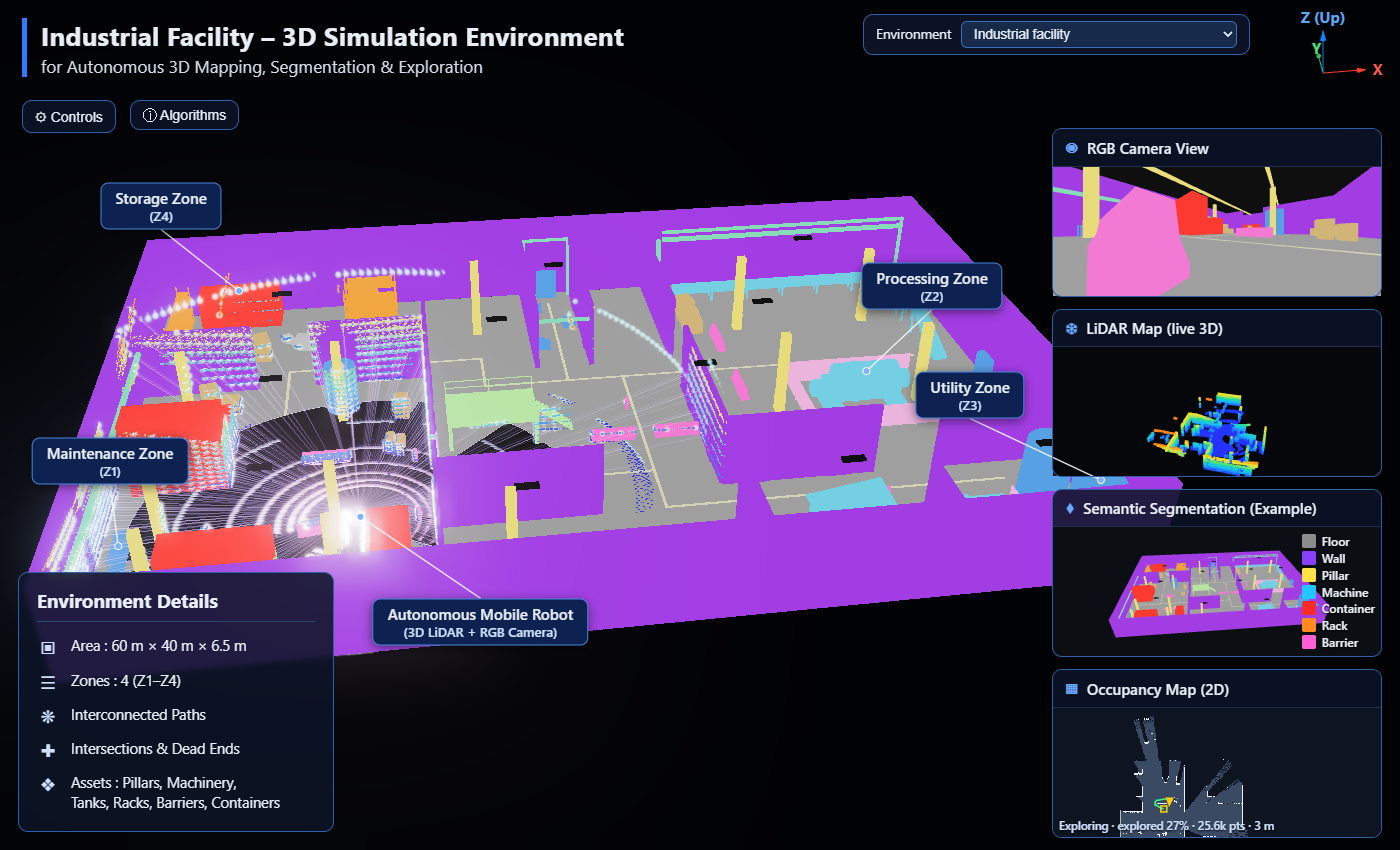 Industrial Facility – 3D Simulation Environment
for Autonomous 3D Mapping, Segmentation & Exploration
Environment
Industrial facility
Z (Up)
Y
X
⚙ Controls
ⓘ Algorithms
RGB Camera View
Storage Zone
(Z4)
Processing Zone
(Z2)
LiDAR Map (live 3D)
Utility Zone
(Z3)
Maintenance Zone
(Z1)
Semantic Segmentation (Example)
Floor
Wall
Pillar
Machine
Container
Rack
Barrier
Autonomous Mobile Robot
(3D LiDAR + RGB Camera)
Environment Details
Area : 60 m × 40 m × 6.5 m
Zones : 4 (Z1–Z4)
Interconnected Paths
Intersections & Dead Ends
Assets : Pillars, Machinery,
Tanks, Racks, Barriers, Containers
Occupancy Map (2D)
Exploring · explored 27% · 25.6k pts · 3 m